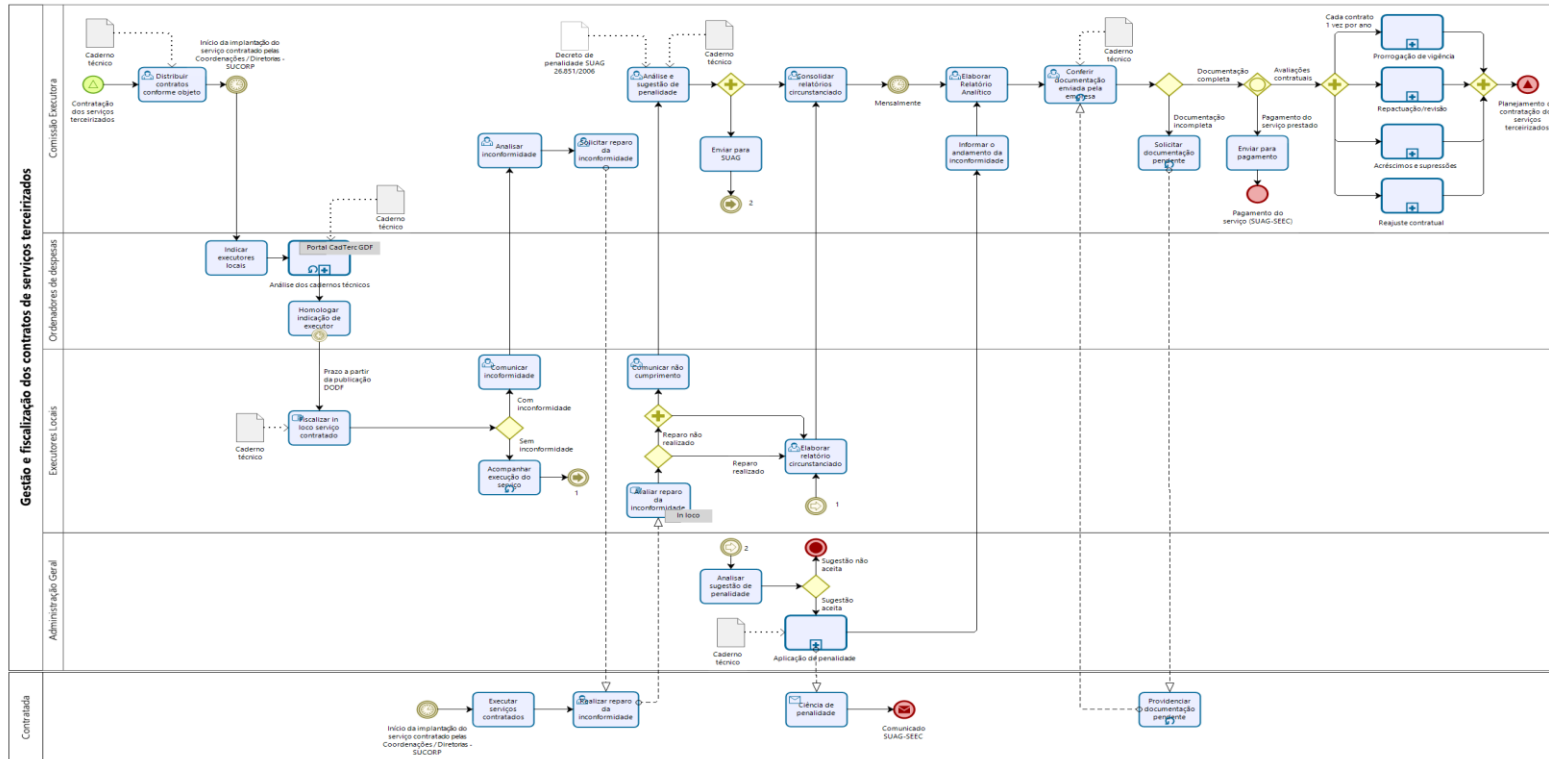 Gestão e fiscalização dos contratos de serviços terceirizados
Comissão Executora
Caderno
técnico
Contratação
dos serviços
terceirizados
Distribuir
contratos
conforme objeto
Início da implantação do
serviço contratado pelas
Coordenações / Diretorias -
SUCORP
Analisar
inconformidade
Solicitar reparo
da
inconformidade
Decreto de
penalidade SUAG
26.851/2006
Caderno
técnico
Análise e
sugestão de
penalidade
Enviar para
SUAG
2
Consolidar
relatórios
circunstanciado
Mensalmente
Elaborar
Relatório
Analítico
Informar o
andamento da
inconformidade
Caderno
técnico
Conferir
documentação
enviada pela
empresa
Documentação
completa
Documentação
incompleta
Solicitar
documentação
pendente
Avaliações
contratuais
Pagamento do
serviço prestado
Enviar para
pagamento
Pagamento do
serviço (SUAG-SEEC)
Cada contrato
1 vez por ano
Prorrogação de vigência
Repactuação/revisão
Acréscimos e supressões
Reajuste contratual
Planejamento
contratação
serviços
terceirizados
Ordenadores de despesas
Caderno
técnico
Indicar
executores
locais
Portal CadTerc GDF
Análise dos cadernos técnicos
Homologar
indicação de
executor
Executores Locais
Prazo a partir
da publicação
DODF
Caderno
técnico
Fiscalizar in
loco serviço
contratado
Comunicar
incoformidade
Com
inconformidade
Sem
inconformidade
Acompanhar
execução do
serviço
1
Comunicar não
cumprimento
Reparo não
realizado
Reparo
realizado
Avaliar reparo
da
inconformidade
In loco
Elaborar
relatório
circunstanciado
1
Administração Geral
2
Analisar
sugestão de
penalidade
Sugestão não
aceita
Sugestão
aceita
Caderno
técnico
Aplicação de penalidade
Contratada
Início da implantação do
serviço contratado pelas
Coordenações / Diretorias -
SUCORP
Executar
serviços
contratados
Realizar reparo
da
inconformidade
Ciência de
penalidade
Comunicado
SUAG-SEEC
Providenciar
documentação
pendente